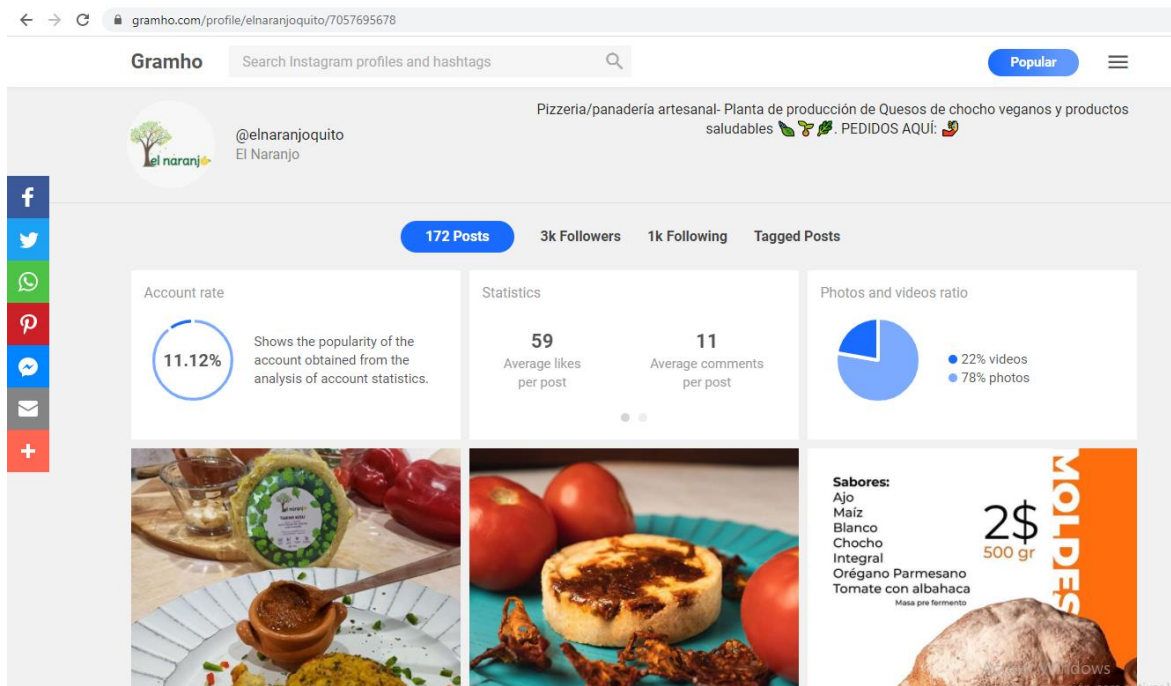 gramho.com/profile/elnaranjoquito/7057695678
Gramho
Search Instagram profiles and hashtags
Popular
el naranjo
@elnaranjoquito
El Naranjo
Pizzeria/panadería artesanal- Planta de producción de Quesos de chocho veganos y productos
saludables 🍆🌱🥬. PEDIDOS AQUÍ: 🤳
172 Posts
3k Followers
1k Following
Tagged Posts
Account rate
11.12%
Shows the popularity of the
account obtained from the
analysis of account statistics.
Statistics
59
Average likes
per post
11
Average comments
per post
Photos and videos ratio
22% videos
78% photos
el naranjo
Sabores:
Ajo
Maíz
Blanco
Chocho
Integral
Orégano Parmesano
Tomate con albahaca
Masa pre fermento
2$
500 gr
MOLDES